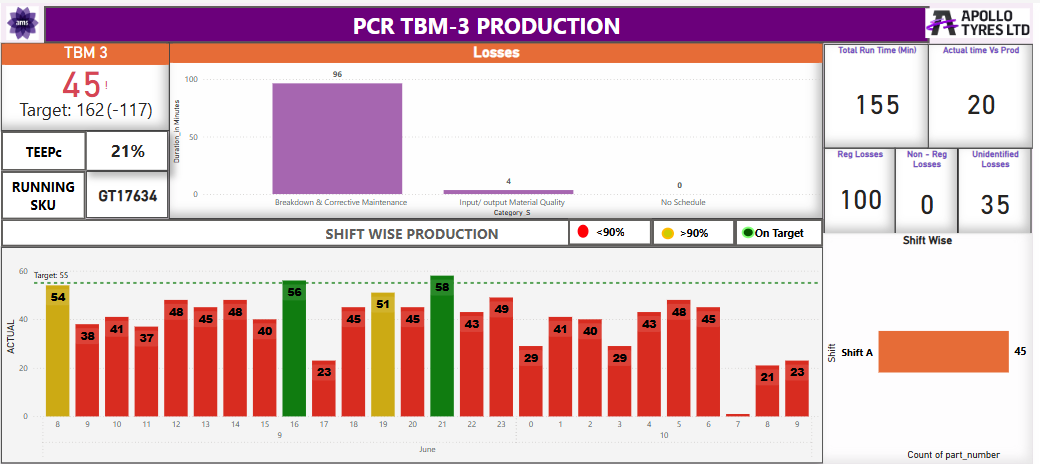 ams
PCR TBM-3 PRODUCTION
APOLLO
TYRES LTD
TBM 3
45!
Target: 162 (-117)
TEEPc
21%
RUNNING
SKU
GT17634
Losses
Duration_in Minutes
100
50
0
96
4
0
Breakdown & Corrective Maintenance
Input/ output Material Quality
No Schedule
Category_S
Total Run Time (Min)
155
Actual time Vs Prod
20
Reg Losses
100
Non - Reg
Losses
0
Unidentified
Losses
35
SHIFT WISE PRODUCTION
<90%
>90%
On Target
ACTUAL
60
40
20
0
Target: 55
54
38
41
37
48
45
48
40
56
23
45
51
45
58
43
49
29
41
40
29
43
48
45
21
23
8 9 10 11 12 13 14 15 16 17 18 19 20 21 22 23 0 1 2 3 4 5 6 7 8 9
9 10
June
Shift Wise
Shift
Shift A
45
Count of part_number